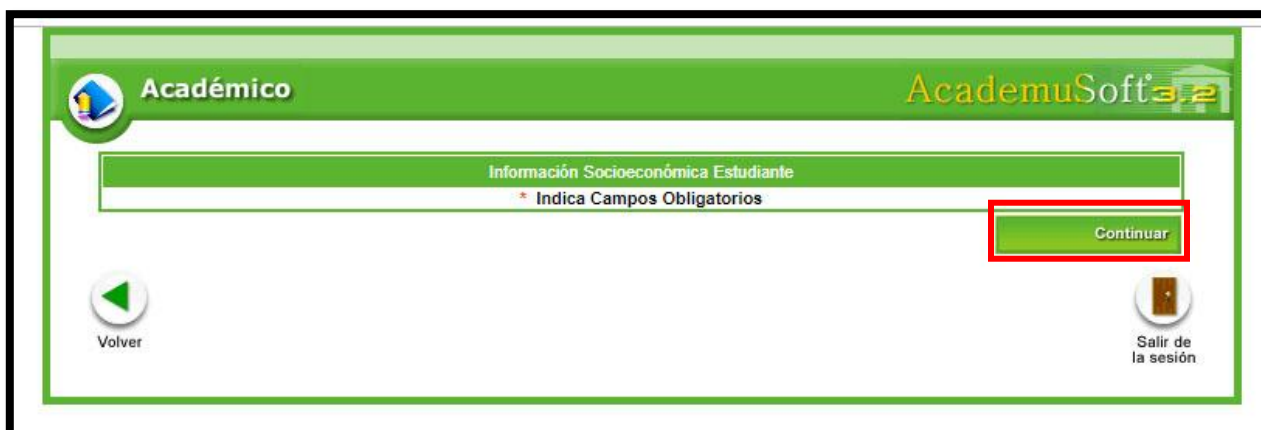 Académico
AcademuSoft 3.2
Información Socioeconómica Estudiante
* Indica Campos Obligatorios
Continuar
Volver
Salir de
la sesión